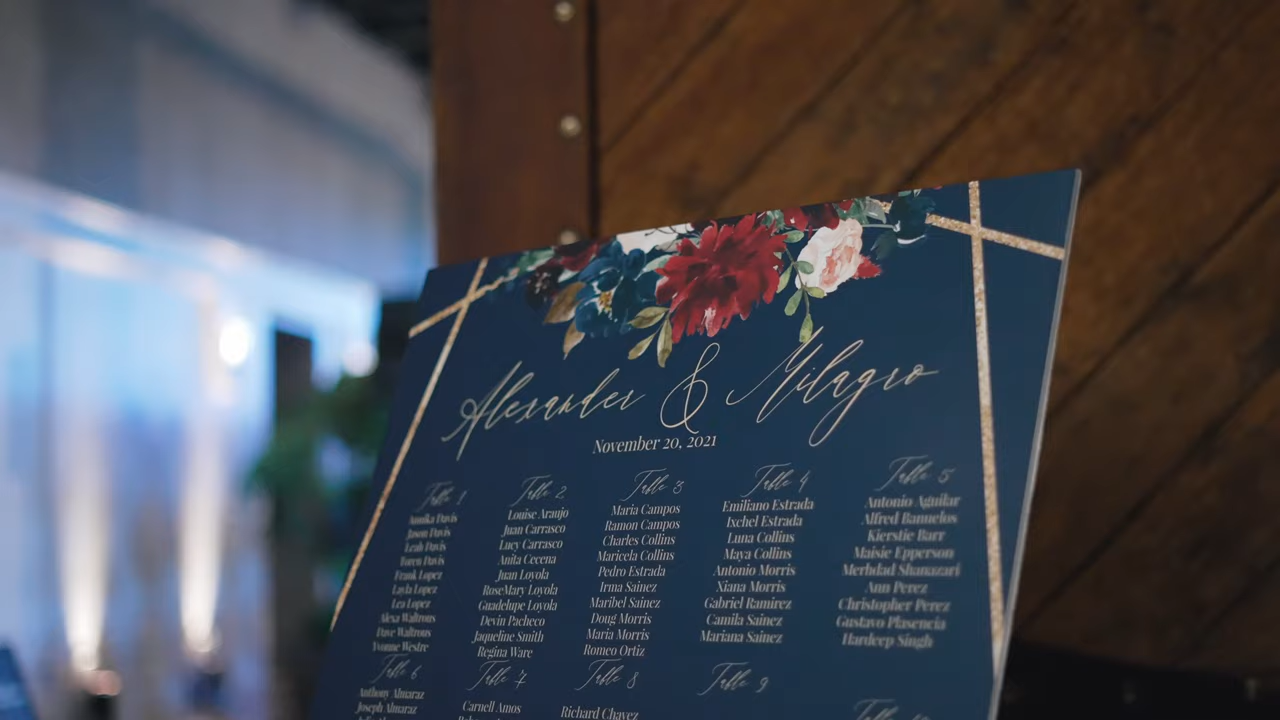 Alexander & Milagro
November 20, 2021
Table 1
Annika Davis
Jason Davis
Leah Davis
Loren Davis
Frank Lopez
Layla Lopez
Lea Lopez
Alexa Waltrous
Dave Waltrous
Yvonne Westre
Table 2
Louise Araujo
Juan Carrasco
Lucy Carrasco
Anita Cecena
Juan Loyola
RoseMary Loyola
Guadelupe Loyola
Devin Pacheco
Jaqueline Smith
Regina Ware
Table 3
Maria Campos
Ramon Campos
Charles Collins
Maricela Collins
Pedro Estrada
Irma Sainez
Maribel Sainez
Doug Morris
Maria Morris
Romeo Ortiz
Table 4
Emiliano Estrada
Ixchel Estrada
Luna Collins
Maya Collins
Antonio Morris
Xiana Morris
Gabriel Ramirez
Camila Sainez
Mariana Sainez
Table 5
Antonio Aguilar
Alfred Banuelos
Kierstie Barr
Maisie Epperson
Merhdad Shanazari
Ann Perez
Christopher Perez
Gustavo Plasencia
Hardeep Singh
Table 6
Anthony Almaraz
Joseph Almaraz
Table 7
Carnell Amos
Table 8
Richard Chavez
Table 9